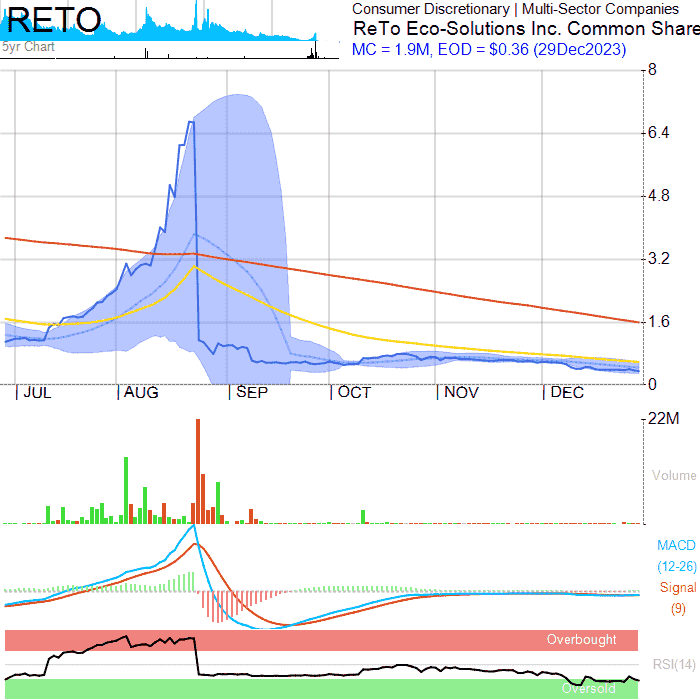 RETO
5yr Chart
Consumer Discretionary | Multi-Sector Companies
ReTo Eco-Solutions Inc. Common Share
MC = 1.9M, EOD = $0.36 (29Dec2023)
8
6.4
4.8
3.2
1.6
0
JUL AUG SEP OCT NOV DEC
22M
Volume
MACD
(12-26)
Signal
(9)
Overbought
RSI(14)
Oversold